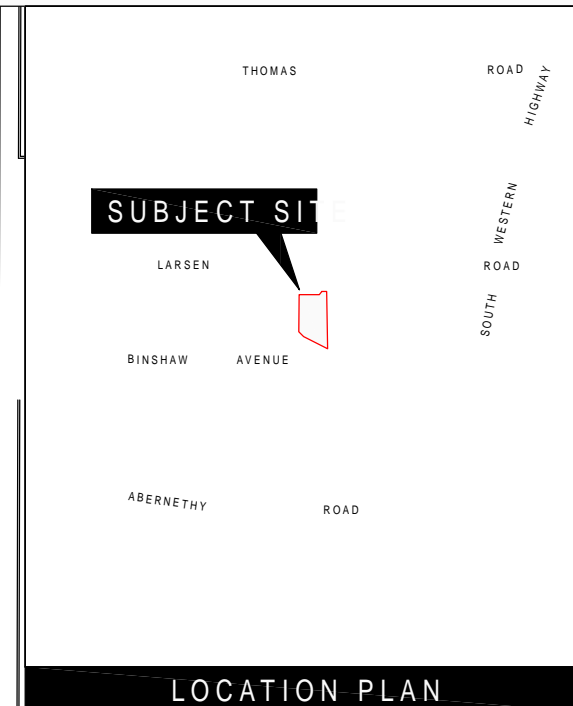 THOMAS ROAD
HIGHWAY
WESTERN
SUBJECT SITE
LARSEN ROAD
SOUTH
BINSHAW AVENUE
ABERNETHY ROAD
LOCATION PLAN